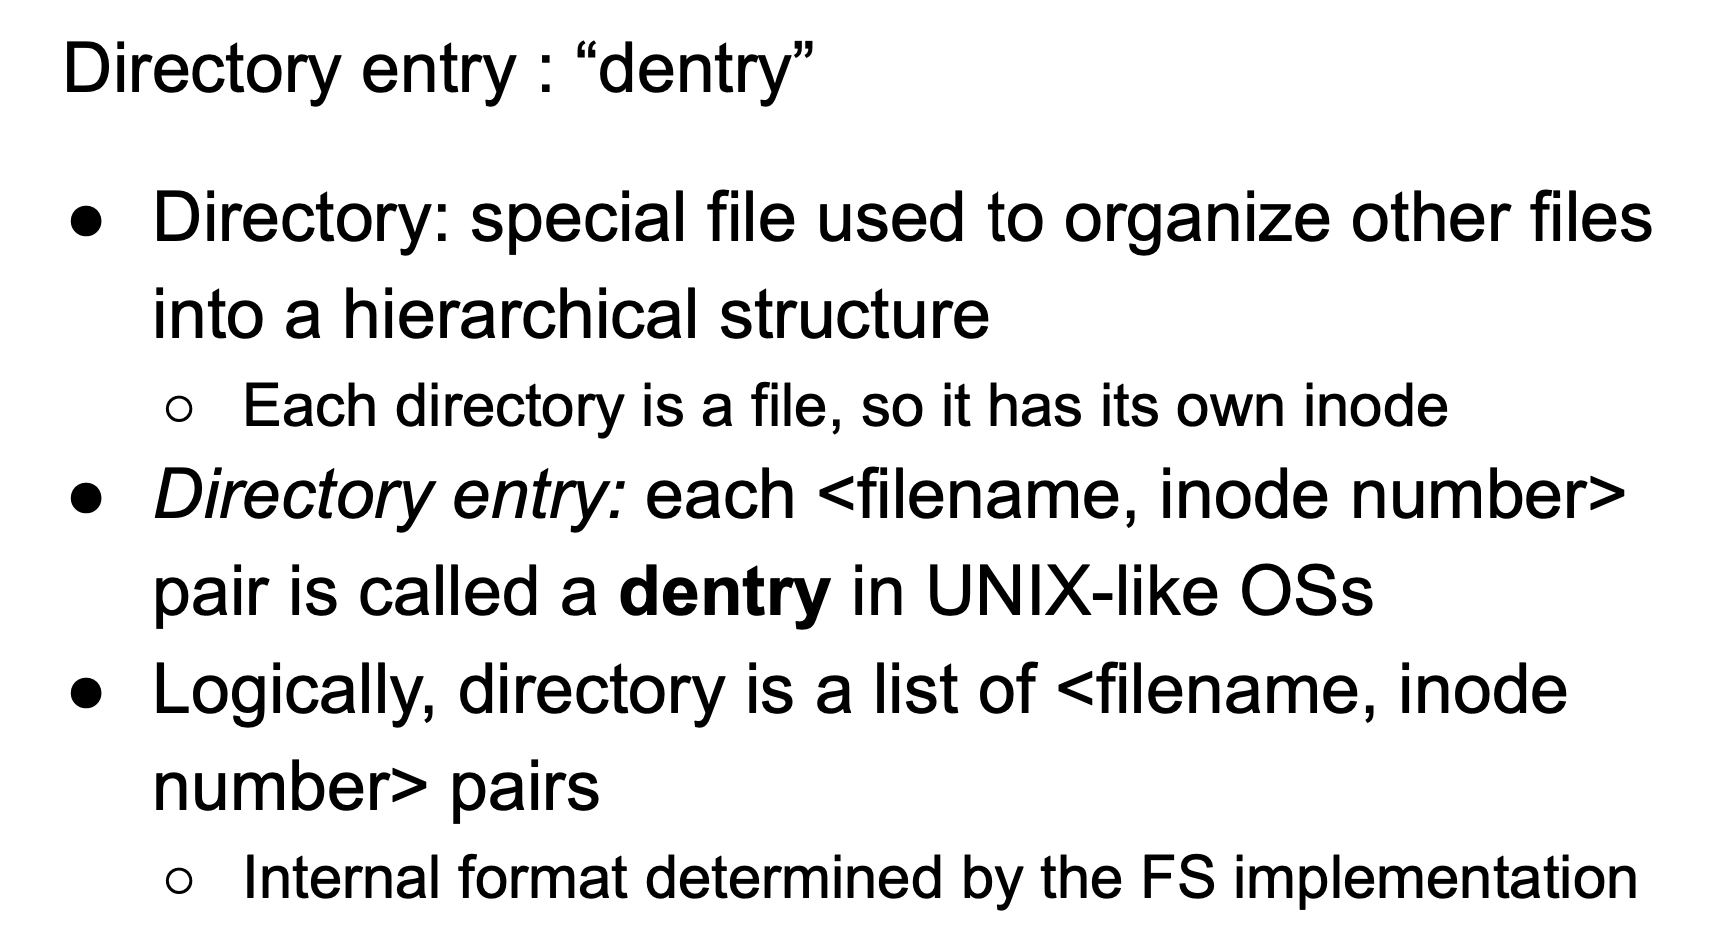 Directory entry : “dentry”
● Directory: special file used to organize other files
into a hierarchical structure
○ Each directory is a file, so it has its own inode
● Directory entry: each <filename, inode number>
pair is called a dentry in UNIX-like OSs
● Logically, directory is a list of <filename, inode
number> pairs
○ Internal format determined by the FS implementation